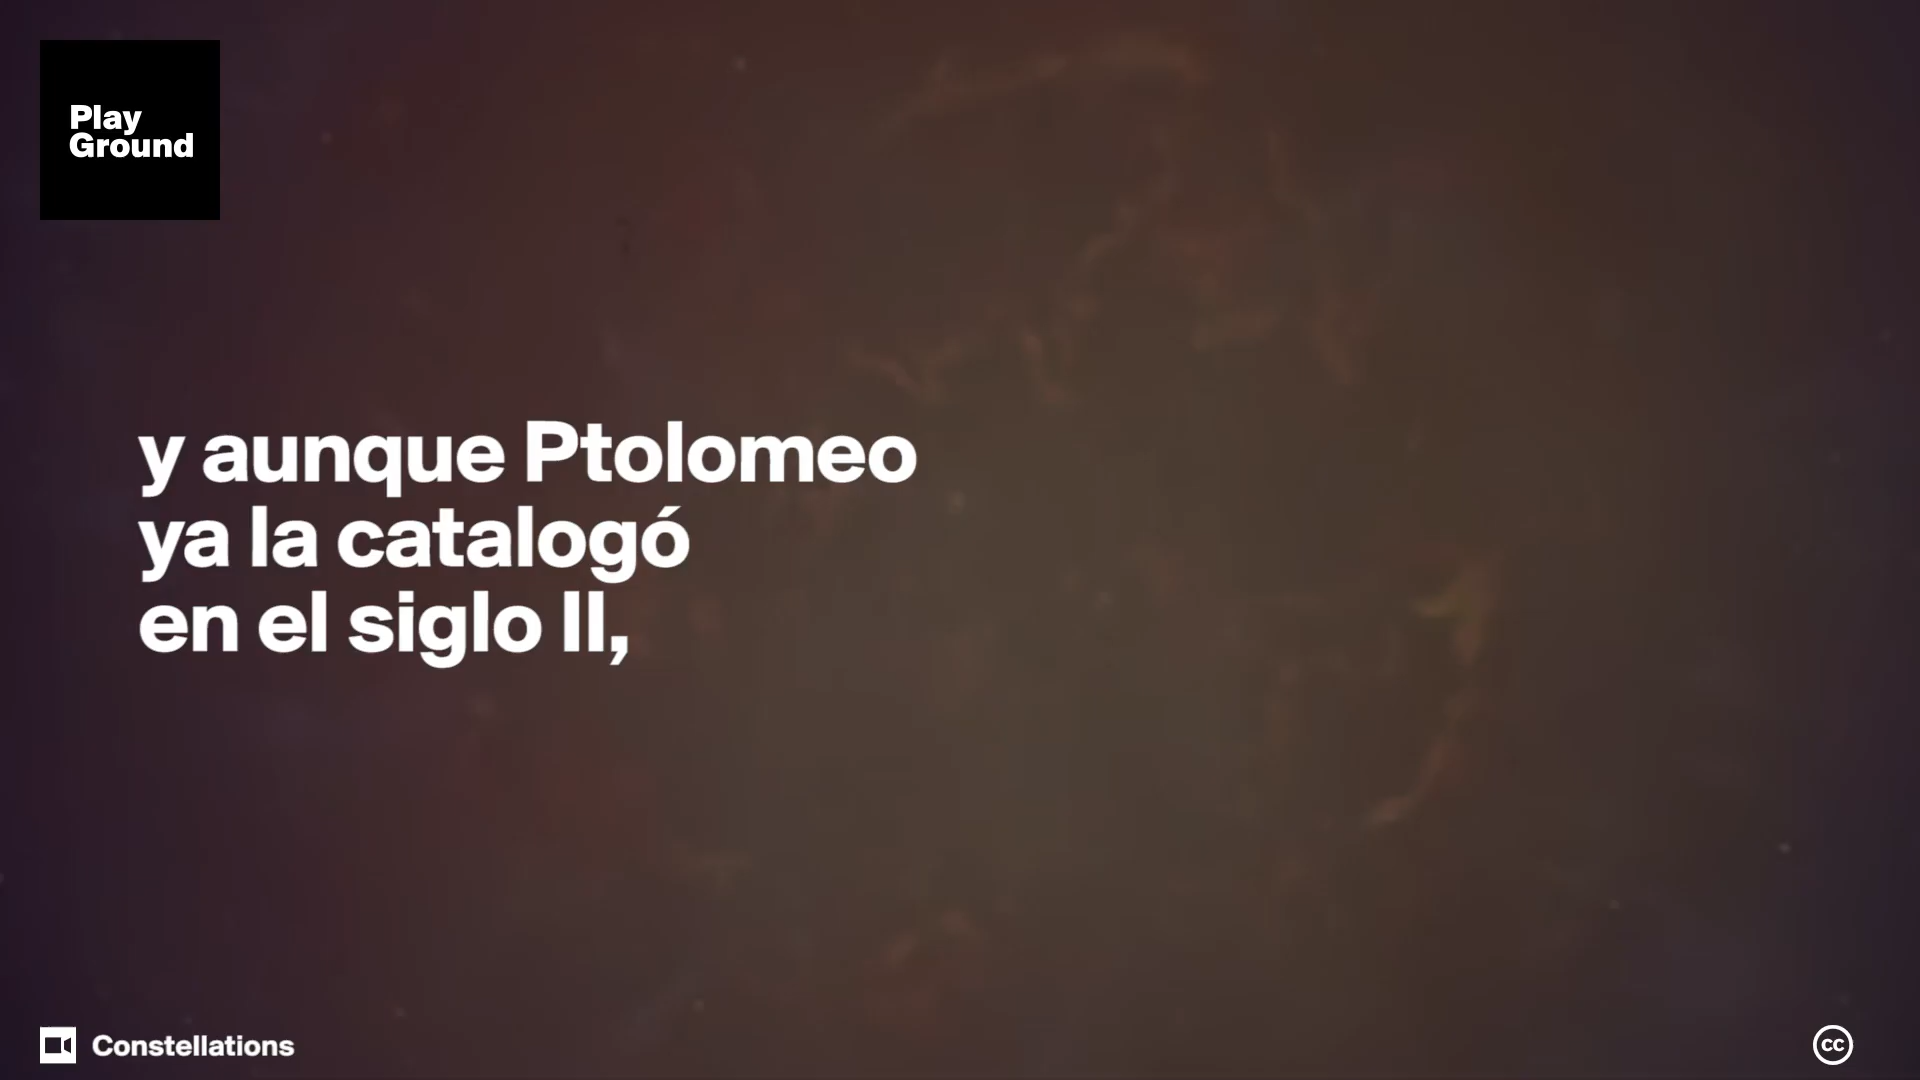 Play
Ground
y aunque Ptolomeo
ya la catalogó
en el siglo II,
Constellations
cc